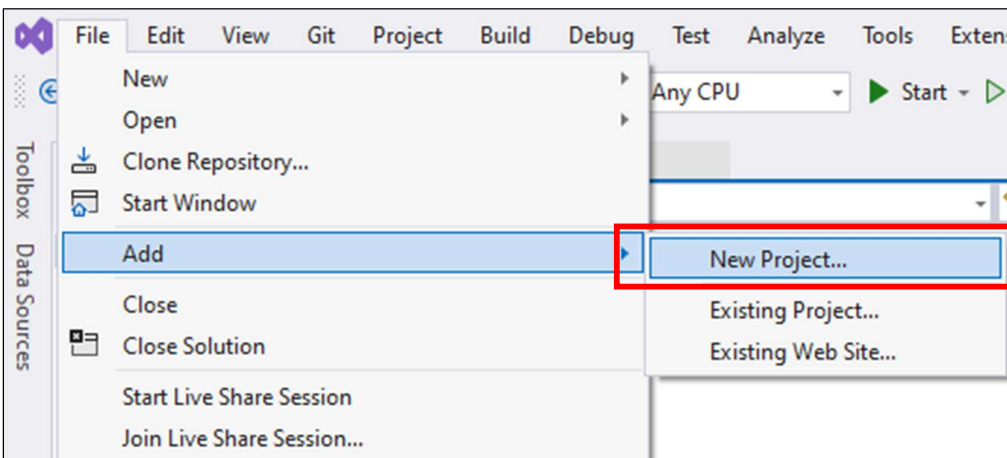 File Edit View Git Project Build Debug Test Analyze Tools Exten
New
Any CPU Start
Open
Clone Repository...
Start Window
Add
New Project...
Close
Existing Project...
Close Solution
Existing Web Site...
Start Live Share Session
Join Live Share Session...
Toolbox
Data Sources